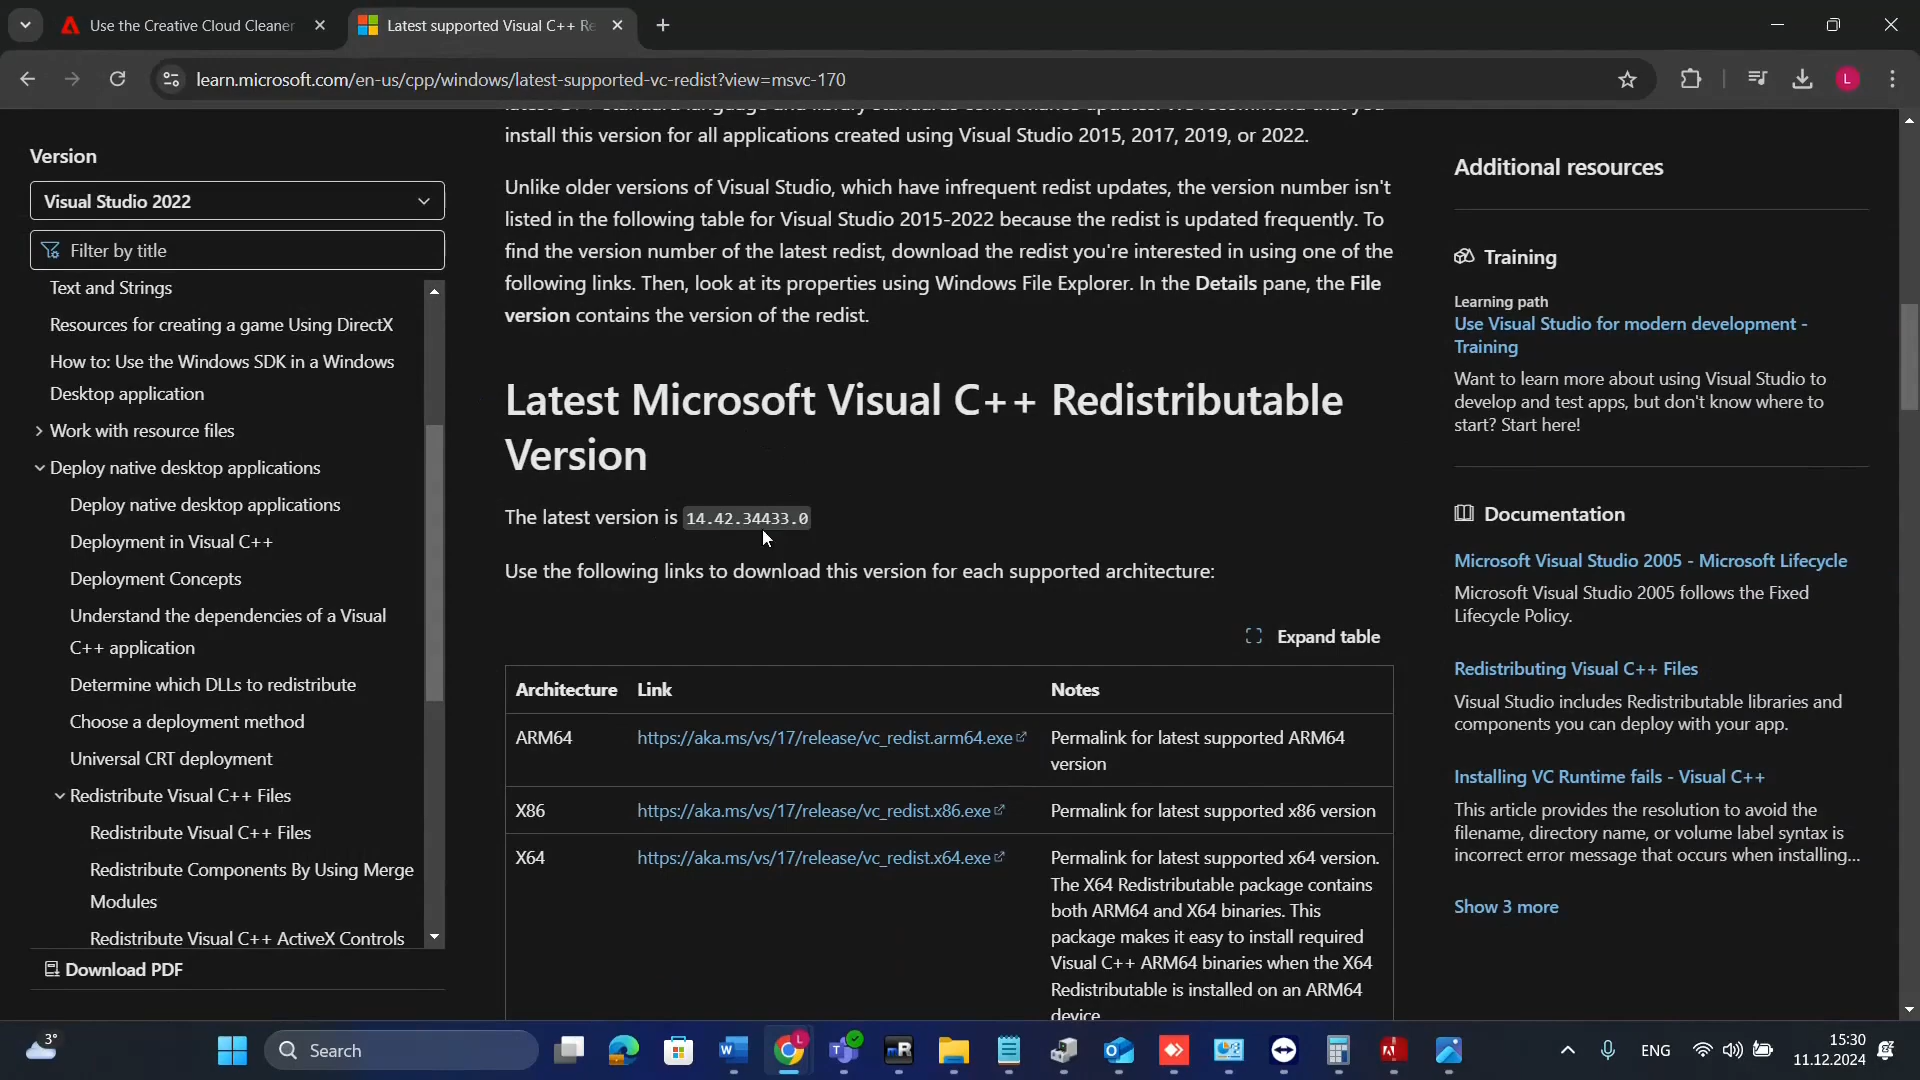 Use the Creative Cloud Cleaner
Latest supported Visual C++ Re
learn.microsoft.com/en-us/cpp/windows/latest-supported-vc-redist?view=msvc-170
L
Version
Visual Studio 2022
Filter by title
Text and Strings
Resources for creating a game Using DirectX
How to: Use the Windows SDK in a Windows
Desktop application
Work with resource files
Deploy native desktop applications
Deploy native desktop applications
Deployment in Visual C++
Deployment Concepts
Understand the dependencies of a Visual
C++ application
Determine which DLLs to redistribute
Choose a deployment method
Universal CRT deployment
Redistribute Visual C++ Files
Redistribute Visual C++ Files
Redistribute Components By Using Merge
Modules
Redistribute Visual C++ ActiveX Controls
Download PDF
install this version for all applications created using Visual Studio 2015, 2017, 2019, or 2022.
Unlike older versions of Visual Studio, which have infrequent redist updates, the version number isn't
listed in the following table for Visual Studio 2015-2022 because the redist is updated frequently. To
find the version number of the latest redist, download the redist you're interested in using one of the
following links. Then, look at its properties using Windows File Explorer. In the Details pane, the File
version contains the version of the redist.
Latest Microsoft Visual C++ Redistributable
Version
The latest version is 14.42.34433.0
Use the following links to download this version for each supported architecture:
Expand table
Architecture Link Notes
ARM64 https://aka.ms/vs/17/release/vc_redist.arm64.exe Permalink for latest supported ARM64
version
X86 https://aka.ms/vs/17/release/vc_redist.x86.exe Permalink for latest supported x86 version
X64 https://aka.ms/vs/17/release/vc_redist.x64.exe Permalink for latest supported x64 version.
The X64 Redistributable package contains
both ARM64 and X64 binaries. This
package makes it easy to install required
Visual C++ ARM64 binaries when the X64
Redistributable is installed on an ARM64
device
Additional resources
Training
Learning path
Use Visual Studio for modern development -
Training
Want to learn more about using Visual Studio to
develop and test apps, but don't know where to
start? Start here!
Documentation
Microsoft Visual Studio 2005 - Microsoft Lifecycle
Microsoft Visual Studio 2005 follows the Fixed
Lifecycle Policy.
Redistributing Visual C++ Files
Visual Studio includes Redistributable libraries and
components you can deploy with your app.
Installing VC Runtime fails - Visual C++
This article provides the resolution to avoid the
filename, directory name, or volume label syntax is
incorrect error message that occurs when installing...
Show 3 more
3°
Search
ENG
15:30
11.12.2024